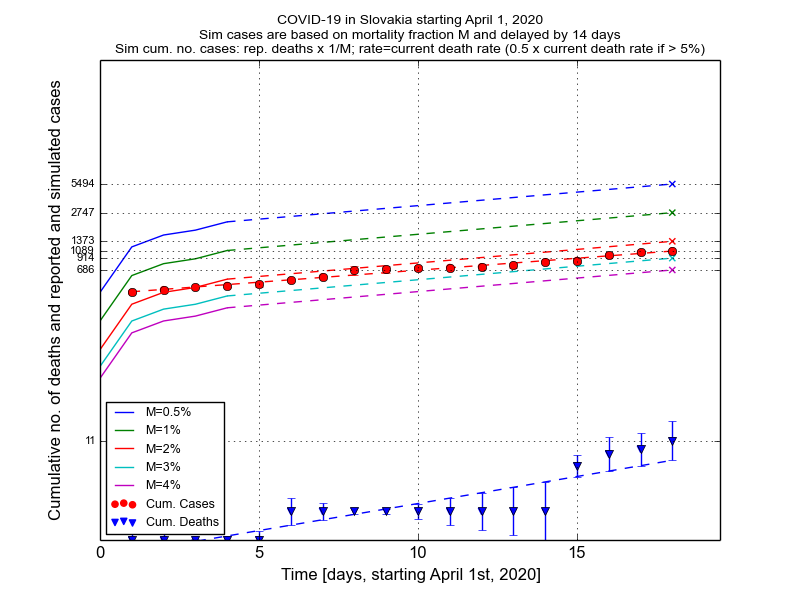 COVID-19 in Slovakia starting April 1, 2020
Sim cases are based on mortality fraction M and delayed by 14 days
Sim cum. no. cases: rep. deaths x 1/M; rate=current death rate (0.5 x current death rate if > 5%)
Cumulative no. of deaths and reported and simulated cases
5494
2747
1373
1089
914
686
11
M=0.5%
M=1%
M=2%
M=3%
M=4%
Cum. Cases
Cum. Deaths
0 5 10 15
Time [days, starting April 1st, 2020]